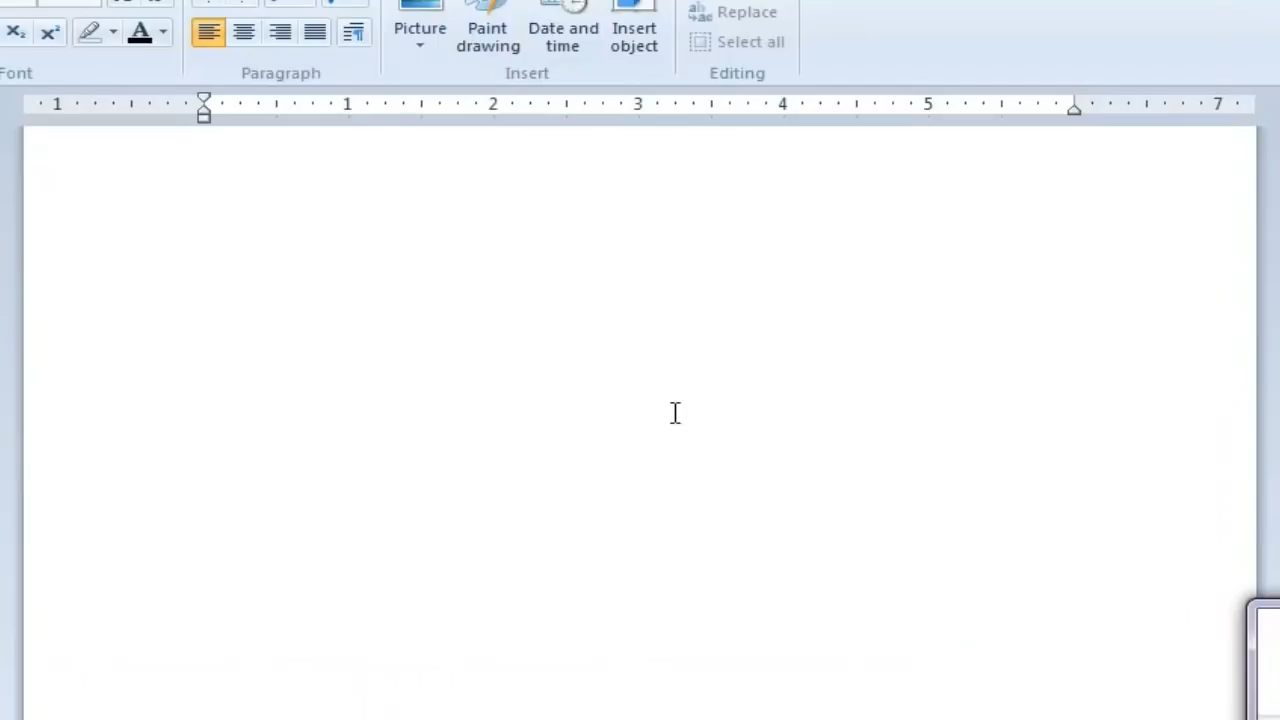 Replace
Picture
Paint
drawing
Date and
time
Insert
object
Select all
Font
Paragraph
Insert
Editing
1 1 2 3 4 5 7